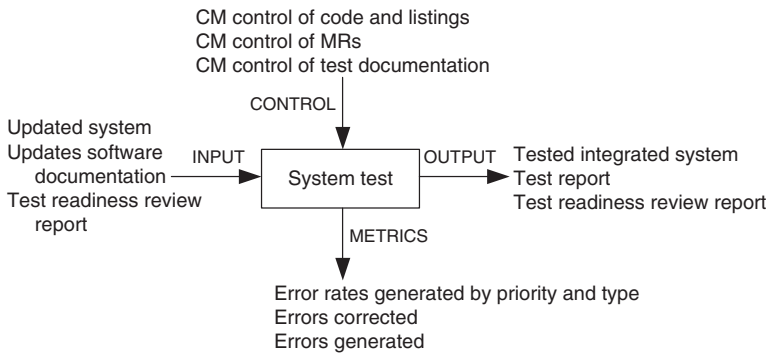 CM control of code and listings
CM control of MRs
CM control of test documentation
CONTROL
Updated system
Updates software
documentation
Test readiness review
report
INPUT
System test
OUTPUT
Tested integrated system
Test report
Test readiness review report
METRICS
Error rates generated by priority and type
Errors corrected
Errors generated